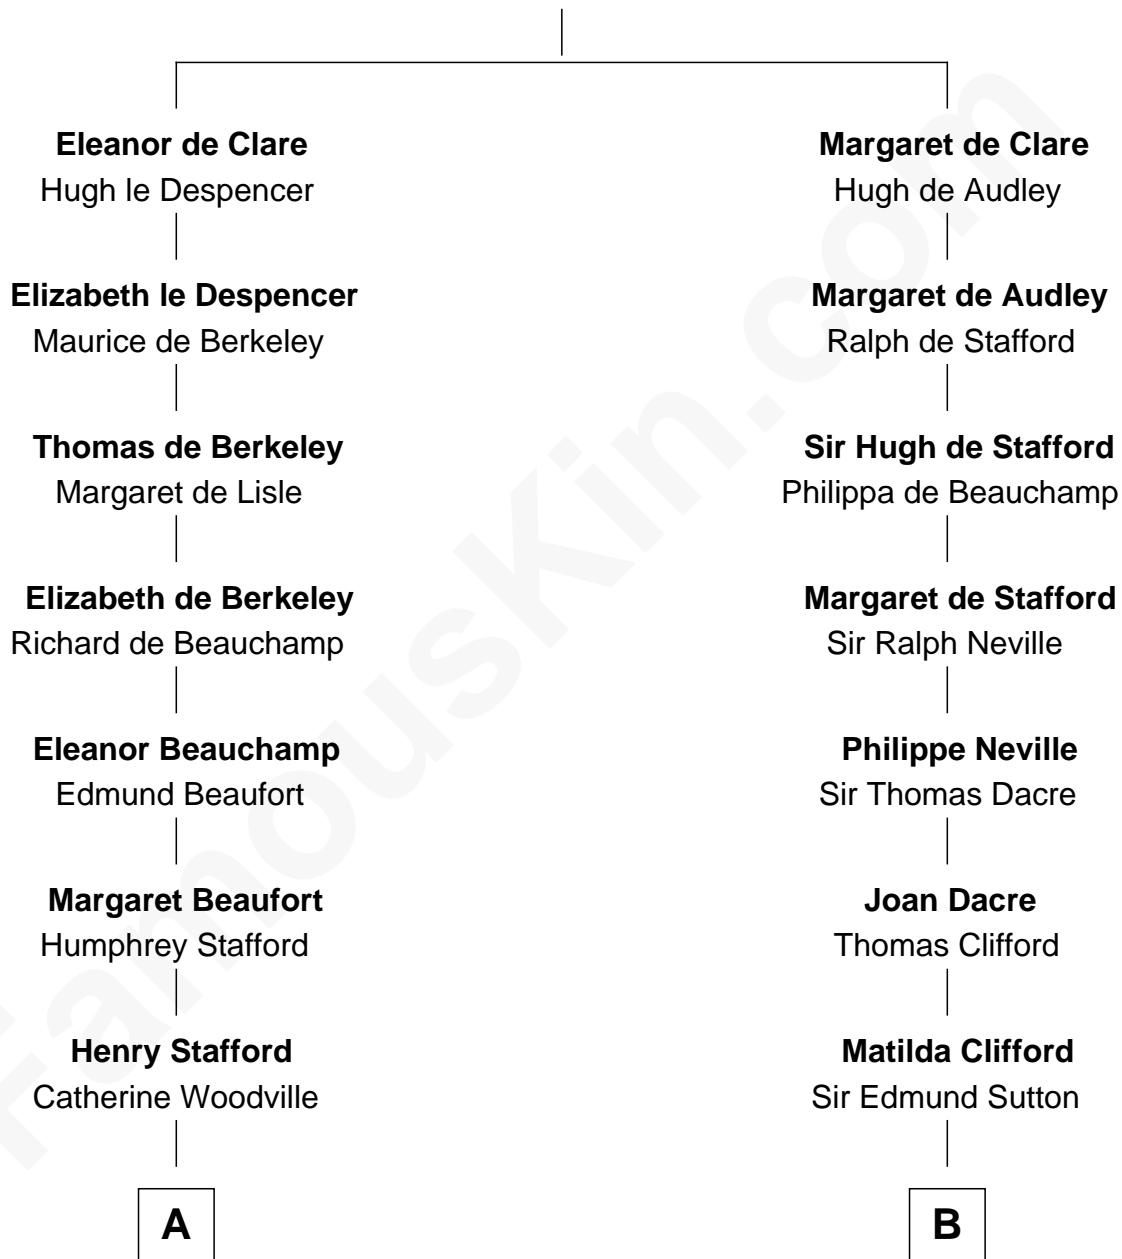 Eleanor de Clare
Hugh le Despencer
Elizabeth le Despencer
Maurice de Berkeley
Thomas de Berkeley
Margaret de Lisle
Elizabeth de Berkeley
Richard de Beauchamp
Eleanor Beauchamp
Edmund Beaufort
Margaret Beaufort
Humphrey Stafford
Henry Stafford
Catherine Woodville
A
Margaret de Clare
Hugh de Audley
Margaret de Audley
Ralph de Stafford
Sir Hugh de Stafford
Philippa de Beauchamp
Margaret de Stafford
Sir Ralph Neville
Philippe Neville
Sir Thomas Dacre
Joan Dacre
Thomas Clifford
Matilda Clifford
Sir Edmund Sutton
B
FamousKin.com